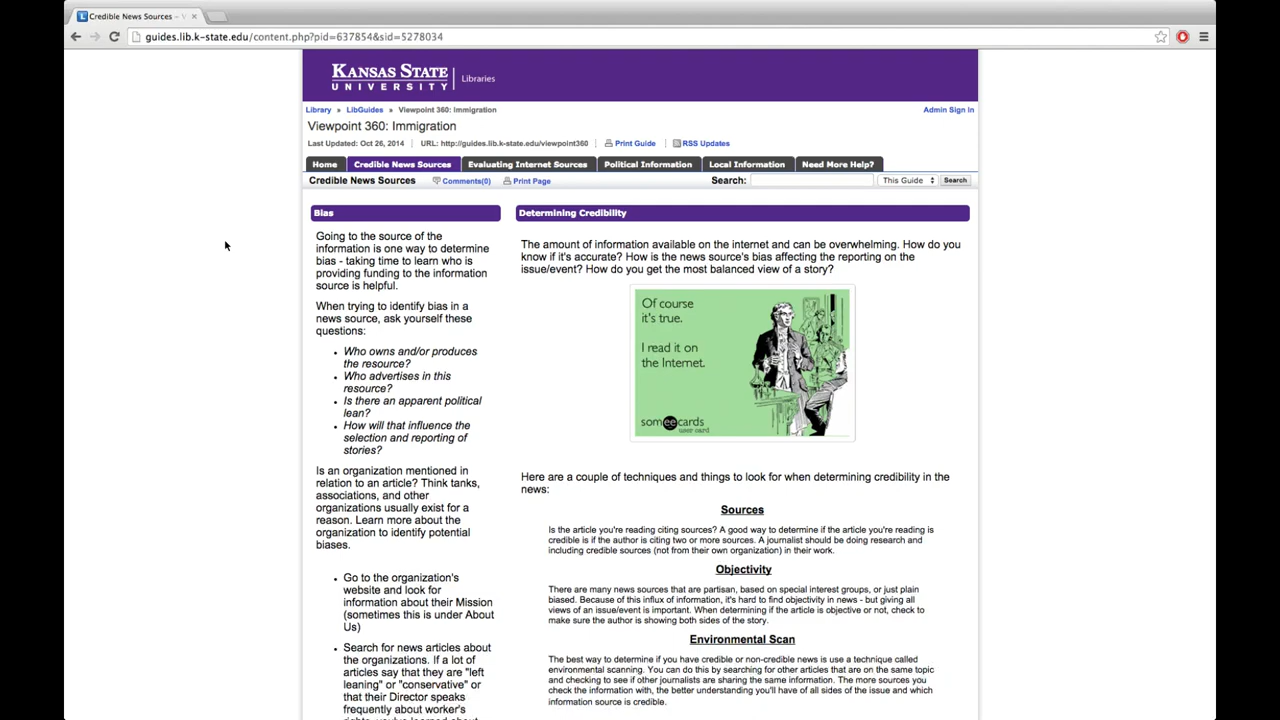 Credible News Sources -
guides.lib.k-state.edu/content.php?pid=637854&sid=5278034
KANSAS STATE
UNIVERSITY
Libraries
Library » LibGuides » Viewpoint 360: Immigration
Admin Sign In
Viewpoint 360: Immigration
Last Updated: Oct 26, 2014 | URL: http://guides.lib.k-state.edu/viewpoint360 | Print Guide | RSS Updates
Home
Credible News Sources
Evaluating Internet Sources
Political Information
Local Information
Need More Help?
Credible News Sources
Comments(0)
Print Page
Search:
This Guide
Search
Bias
Going to the source of the
information is one way to determine
bias - taking time to learn who is
providing funding to the information
source is helpful.
When trying to identify bias in a
news source, ask yourself these
questions:
• Who owns and/or produces
the resource?
• Who advertises in this
resource?
• Is there an apparent political
lean?
• How will that influence the
selection and reporting of
stories?
Is an organization mentioned in
relation to an article? Think tanks,
associations, and other
organizations usually exist for a
reason. Learn more about the
organization to identify potential
biases.
• Go to the organization's
website and look for
information about their Mission
(sometimes this is under About
Us)
• Search for news articles about
the organizations. If a lot of
articles say that they are "left
leaning" or "conservative" or
that their Director speaks
frequently about worker's
rights, you've learned about
Determining Credibility
The amount of information available on the internet and can be overwhelming. How do you
know if it's accurate? How is the news source's bias affecting the reporting on the
issue/event? How do you get the most balanced view of a story?
Of course
it's true.
I read it on
the Internet.
someecards
user card
Here are a couple of techniques and things to look for when determining credibility in the
news:
Sources
Is the article you're reading citing sources? A good way to determine if the article you're reading is
credible is if the author is citing two or more sources. A journalist should be doing research and
including credible sources (not from their own organization) in their work.
Objectivity
There are many news sources that are partisan, based on special interest groups, or just plain
biased. Because of this influx of information, it's hard to find objectivity in news - but giving all
views of an issue/event is important. When determining if the article is objective or not, check to
make sure the author is showing both sides of the story.
Environmental Scan
The best way to determine if you have credible or non-credible news is use a technique called
environmental scanning. You can do this by searching for other articles that are on the same topic
and checking to see if other journalists are sharing the same information. The more sources you
check the information with, the better understanding you'll have of all sides of the issue and which
information source is credible.